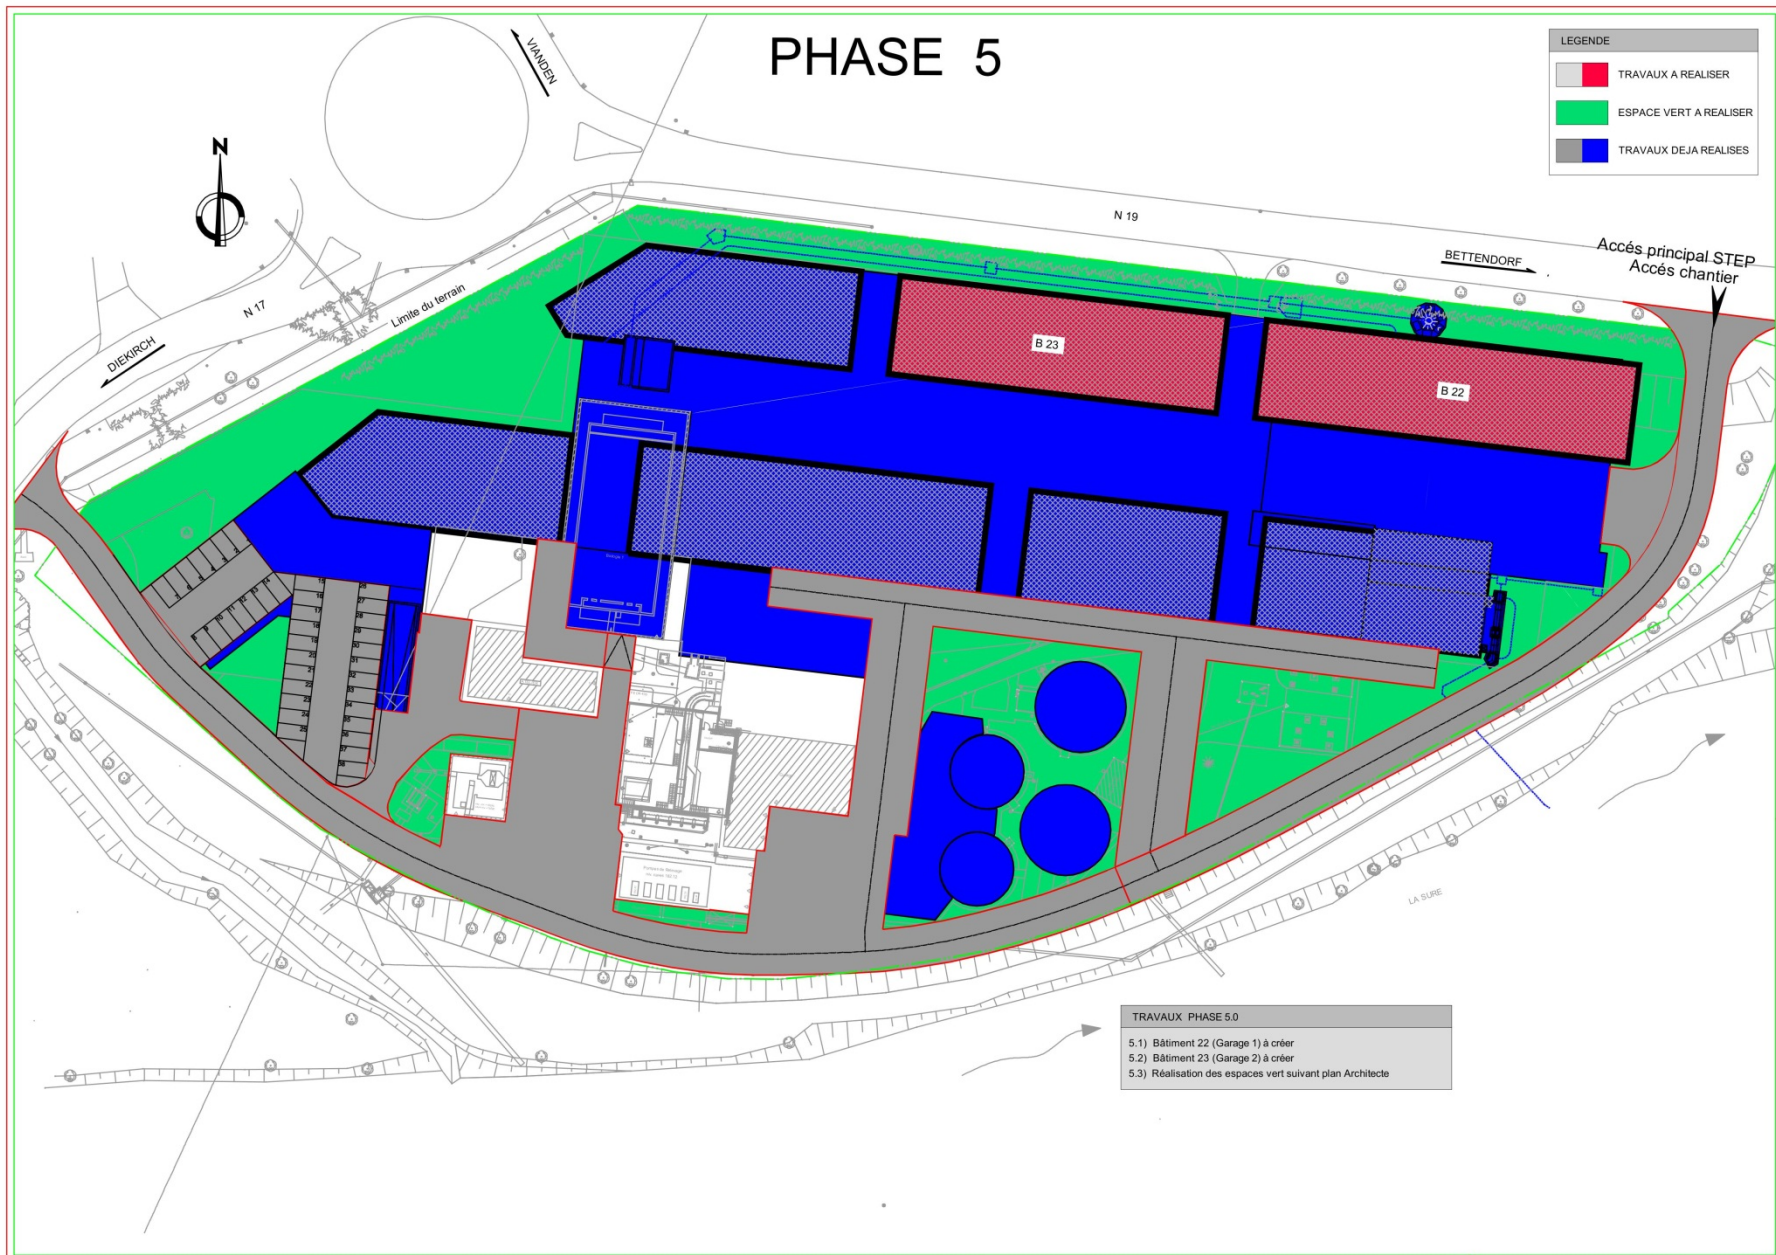 PHASE 5
LEGENDE
TRAVAUX A REALISER
ESPACE VERT A REALISER
TRAVAUX DEJA REALISES
VIANDEN
N
N 19
BETTENDORF
Accés principal STEP
Accés chantier
N 17
Limite du terrain
DIEKIRCH
B 23
B 22
LA SURE
TRAVAUX PHASE 5.0
5.1) Bâtiment 22 (Garage 1) à créer
5.2) Bâtiment 23 (Garage 2) à créer
5.3) Réalisation des espaces vert suivant plan Architecte